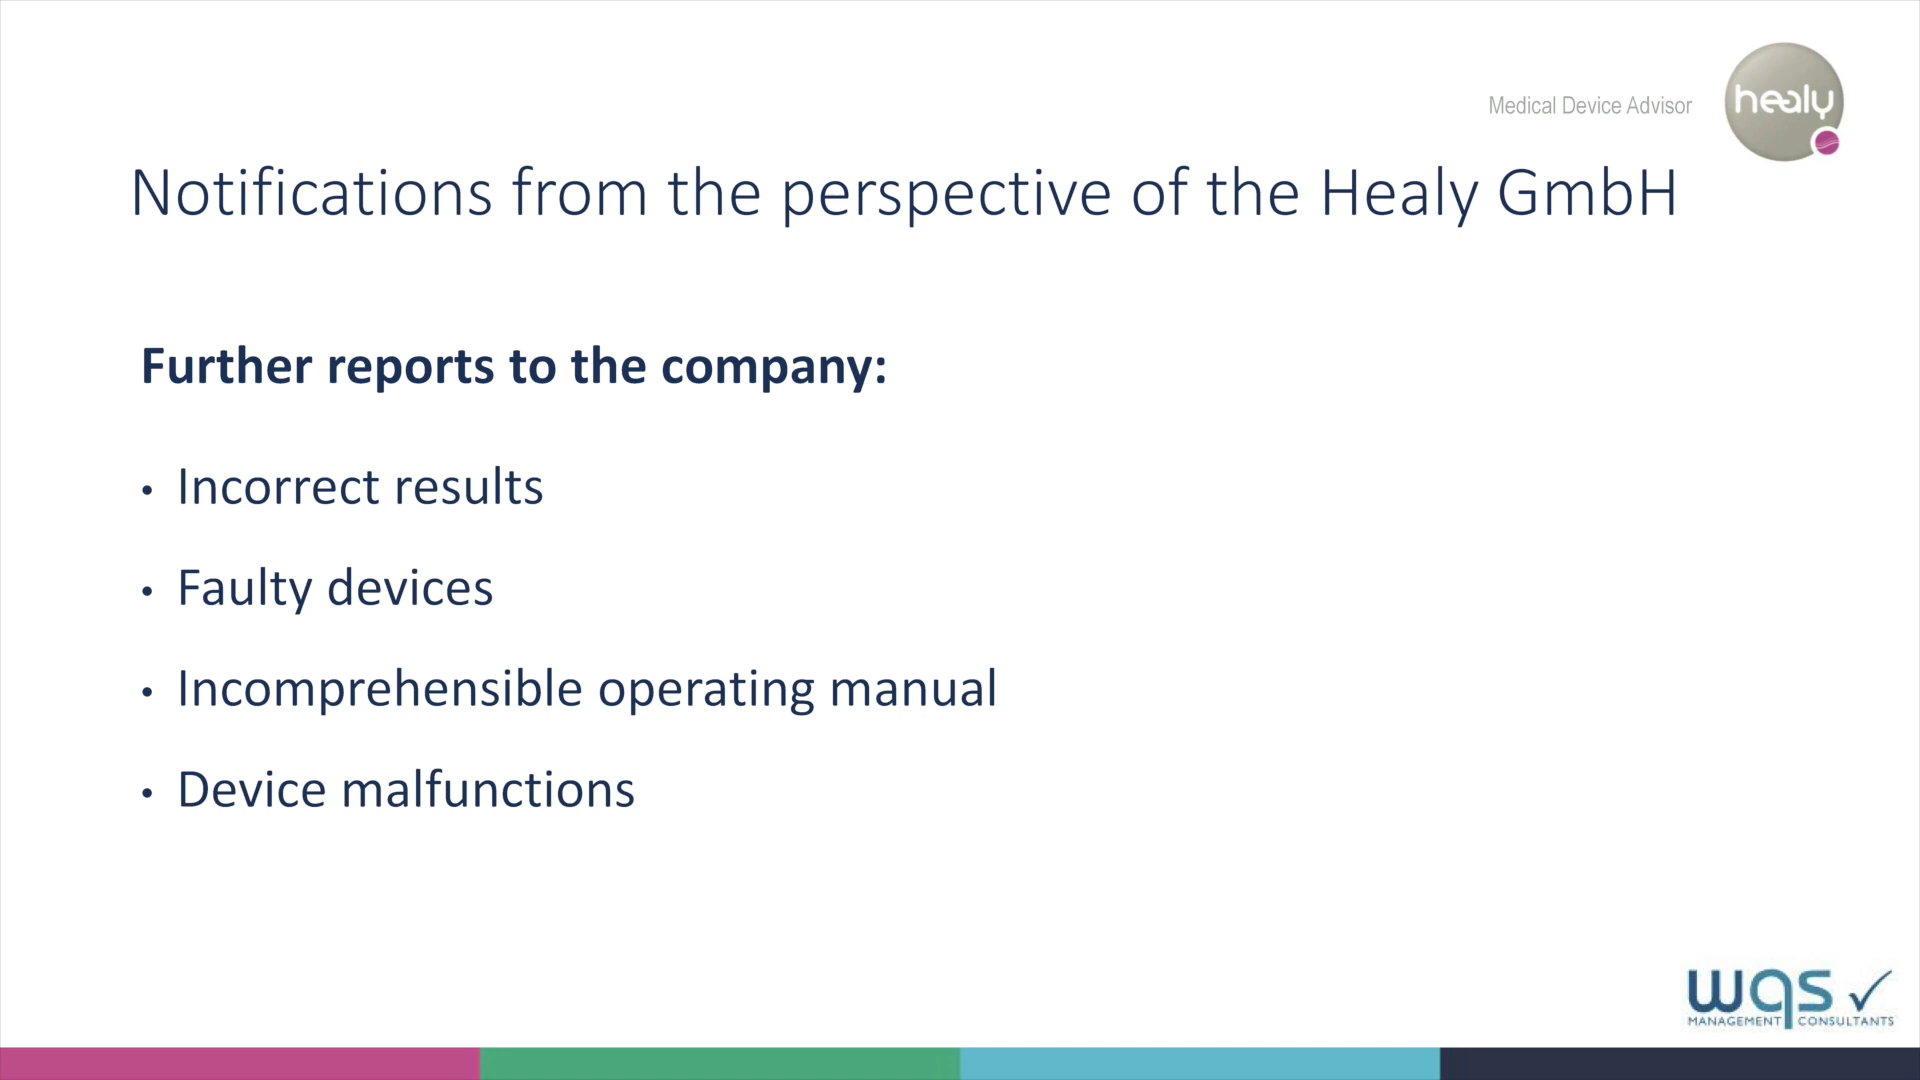 Medical Device Advisor
healy
Notifications from the perspective of the Healy GmbH
Further reports to the company:
• Incorrect results
• Faulty devices
• Incomprehensible operating manual
• Device malfunctions
wqs
MANAGEMENT CONSULTANTS